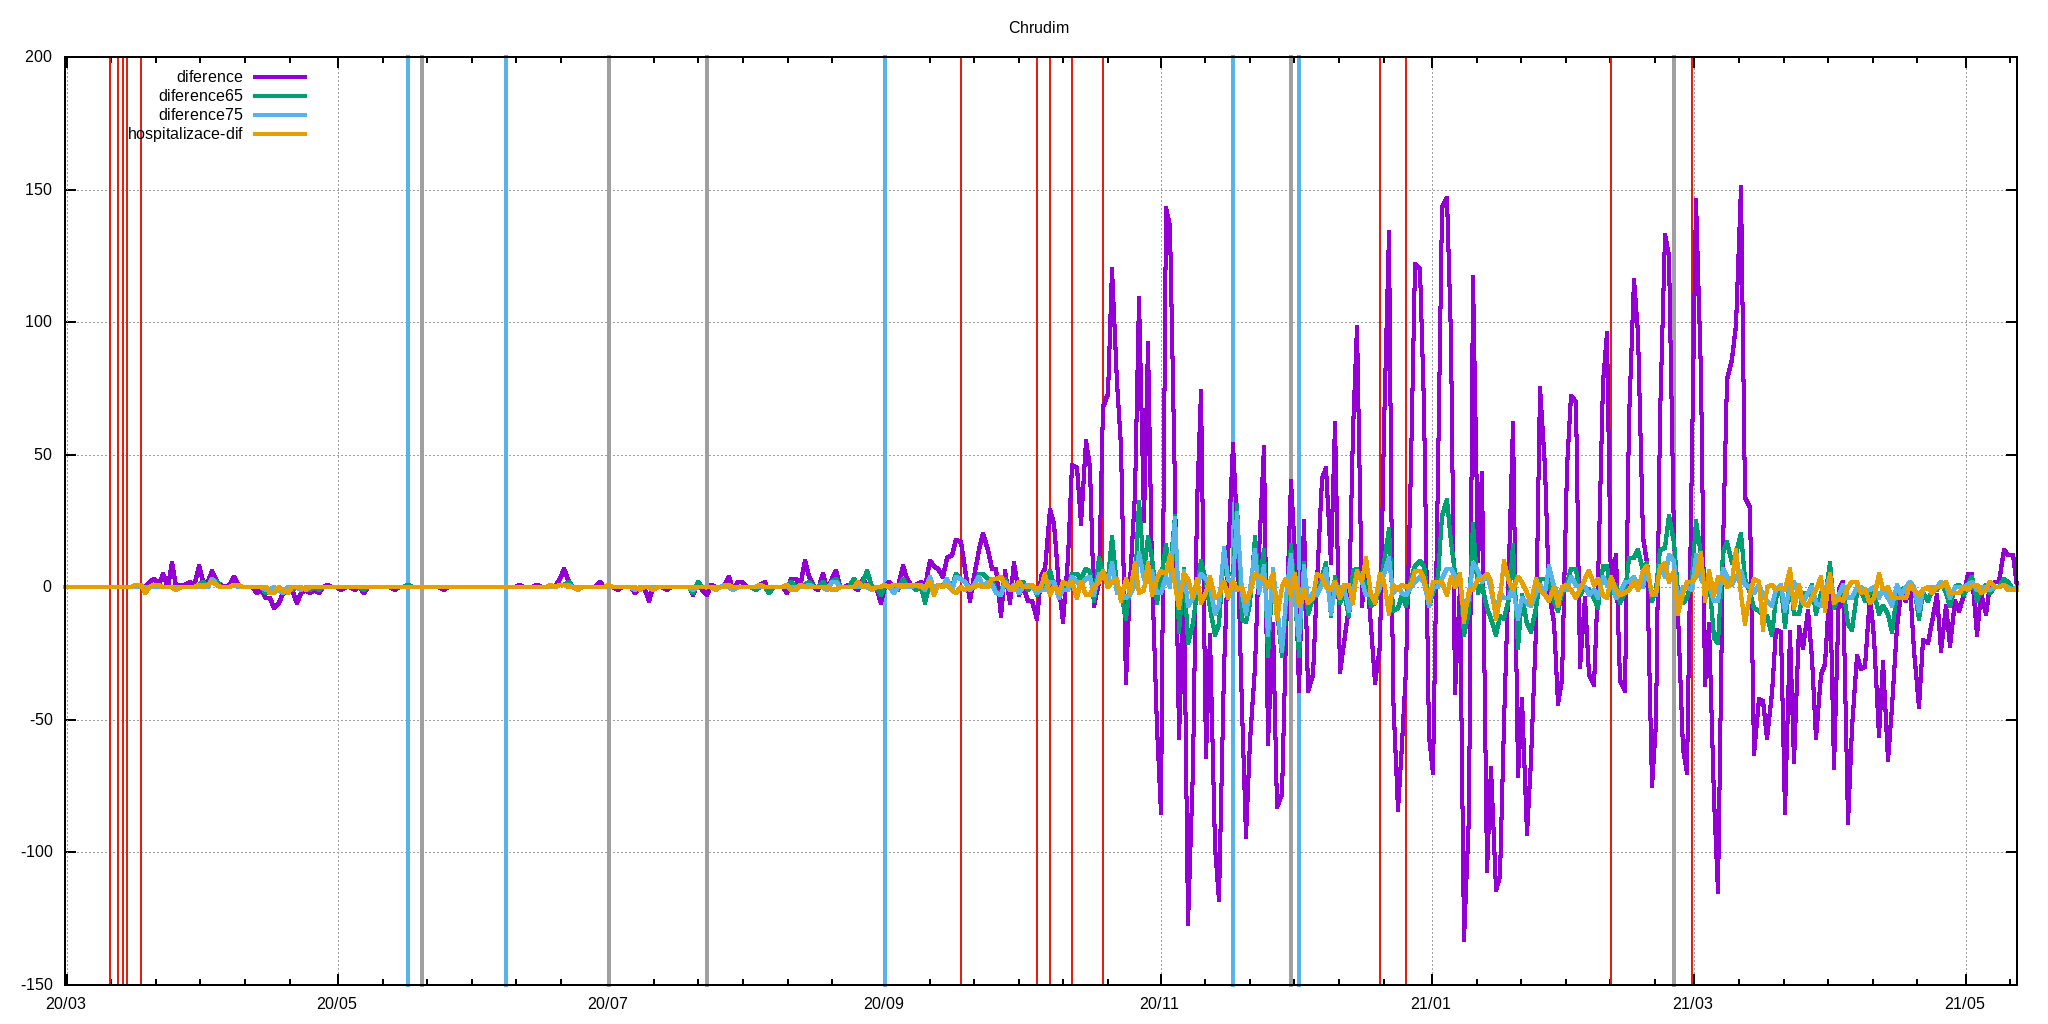 Chrudim
200
150
100
50
0
-50
-100
-150
diference
diference65
diference75
hospitalizace-dif
20/03 20/05 20/07 20/09 20/11 21/01 21/03 21/05